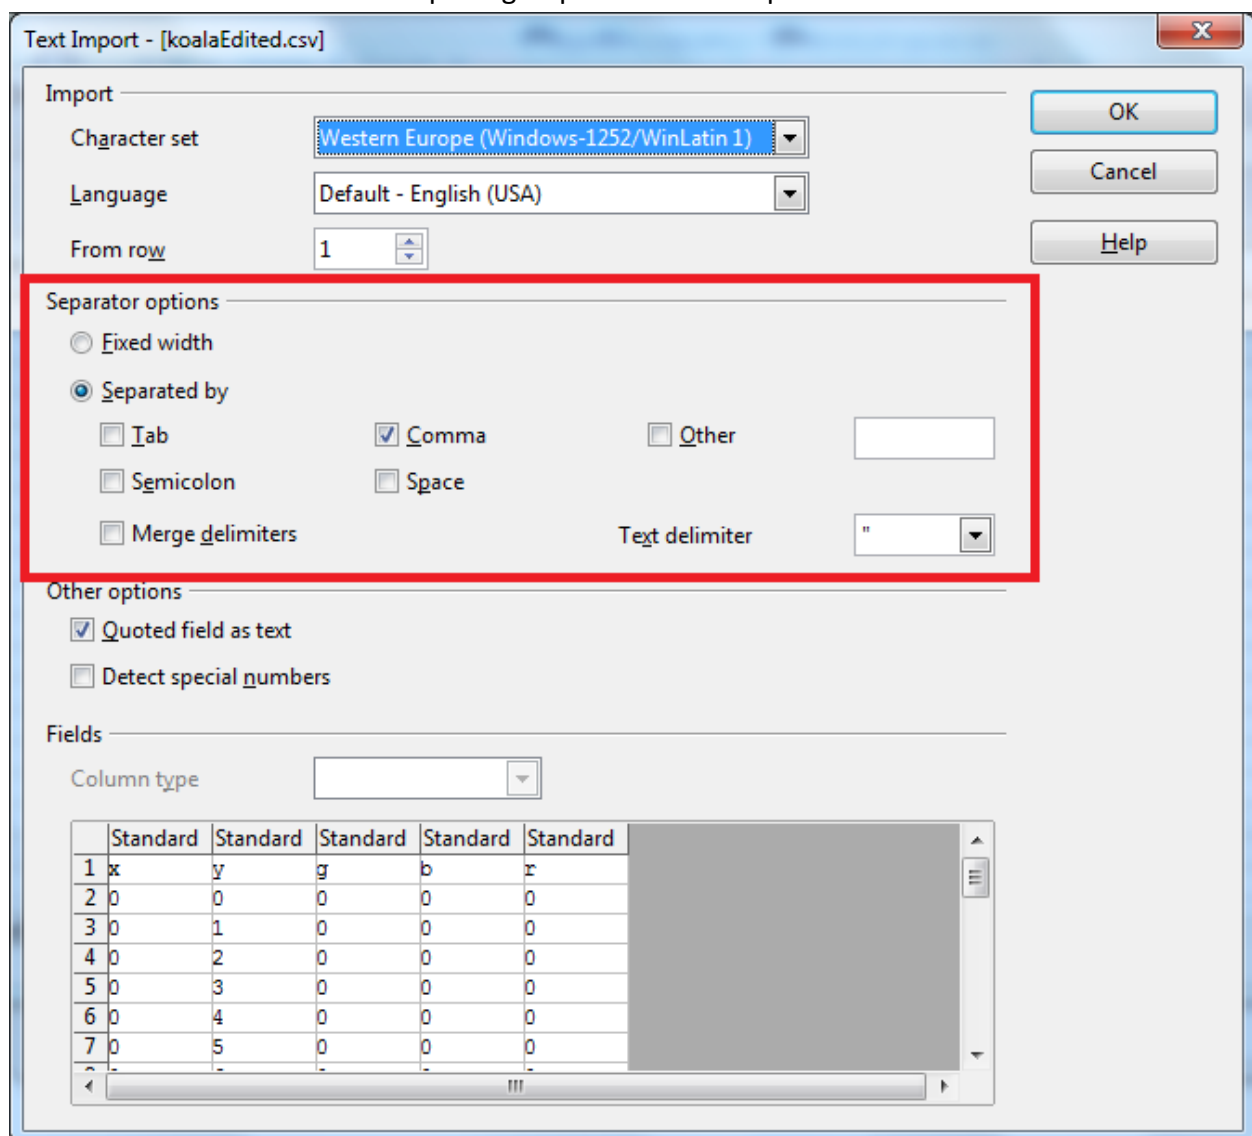 Text Import - [koalaEdited.csv]
Import
Character set Western Europe (Windows-1252/WinLatin 1)
Language Default - English (USA)
From row 1
OK
Cancel
Help
Separator options
Fixed width
Separated by
Tab Comma Other
Semicolon Space
Merge delimiters Text delimiter "
Other options
Quoted field as text
Detect special numbers
Fields
Column type
Standard Standard Standard Standard Standard
1 x y g b r
2 0 0 0 0 0
3 0 1 0 0 0
4 0 2 0 0 0
5 0 3 0 0 0
6 0 4 0 0 0
7 0 5 0 0 0